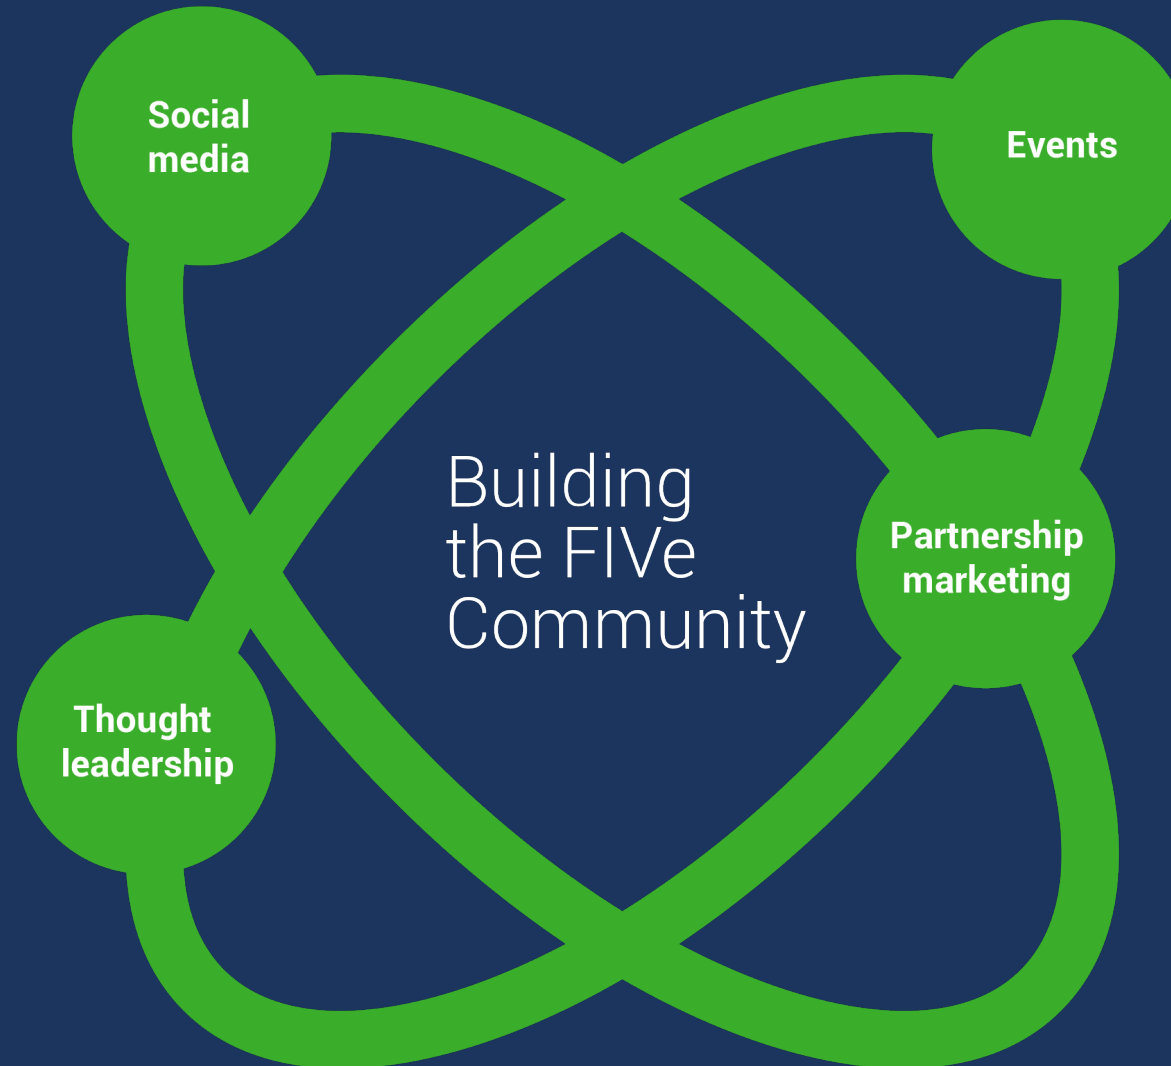 Social
media
Events
Building
the FIVe
Community
Partnership
marketing
Thought
leadership